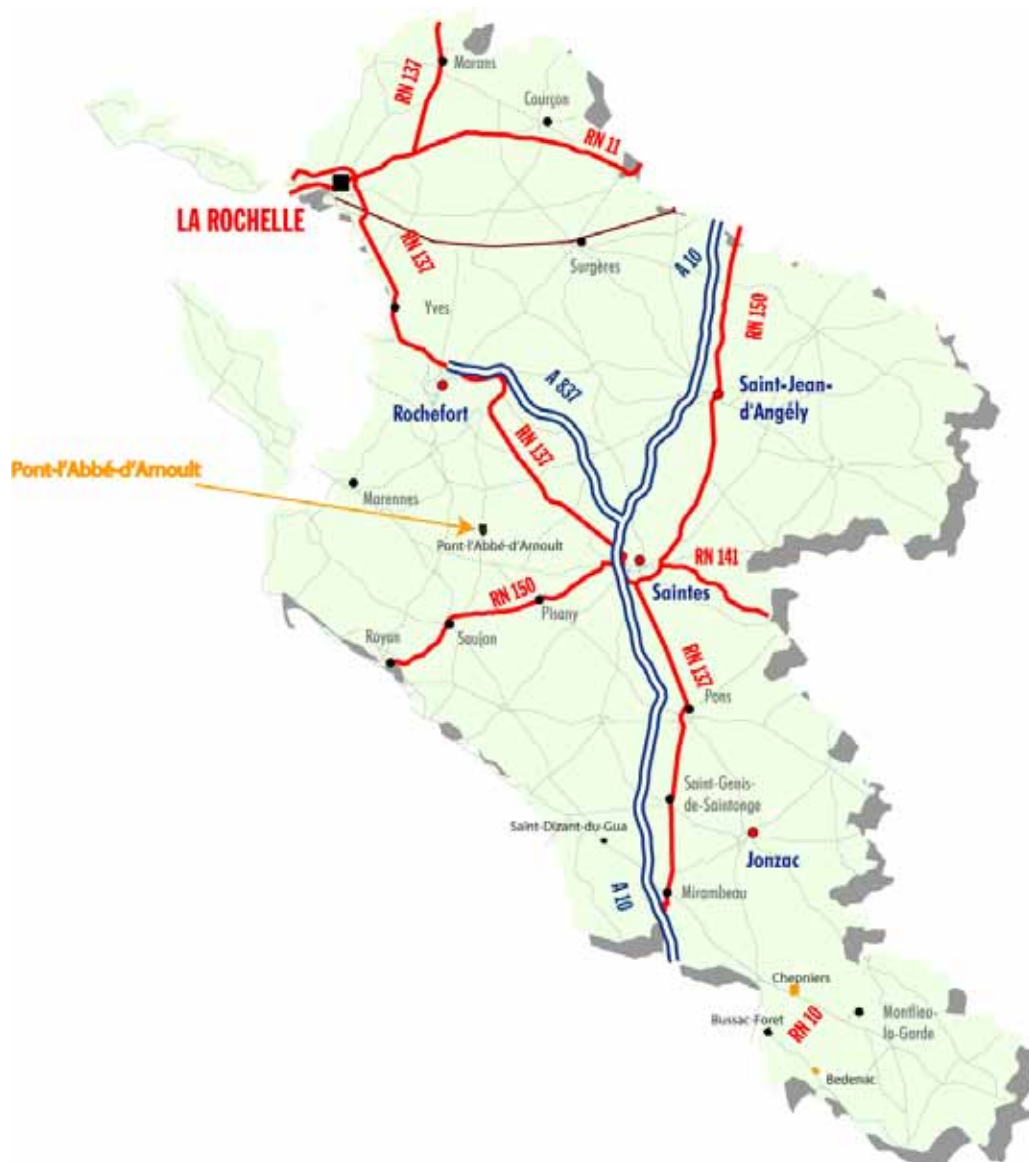 Marans
RN 137
Courçon
RN 11
LA ROCHELLE
RN 137
Surgères
A 10
Yves
RN 150
A 837
Saint-Jean-
d'Angély
Rochefort
RN 137
Pont-l'Abbé-d'Arnoult
Marennes
Pont-l'Abbé-d'Arnoult
RN 141
Saintes
RN 150
Pisany
Saujon
Royan
RN 137
Pons
Saint-Genis-
de-Saintonge
Saint-Dizant-du-Gua
Jonzac
A 10
Mirambeau
Chepniers
Bussac-Foret
RN 10
Montlieu-
la-Garde
Bedenac